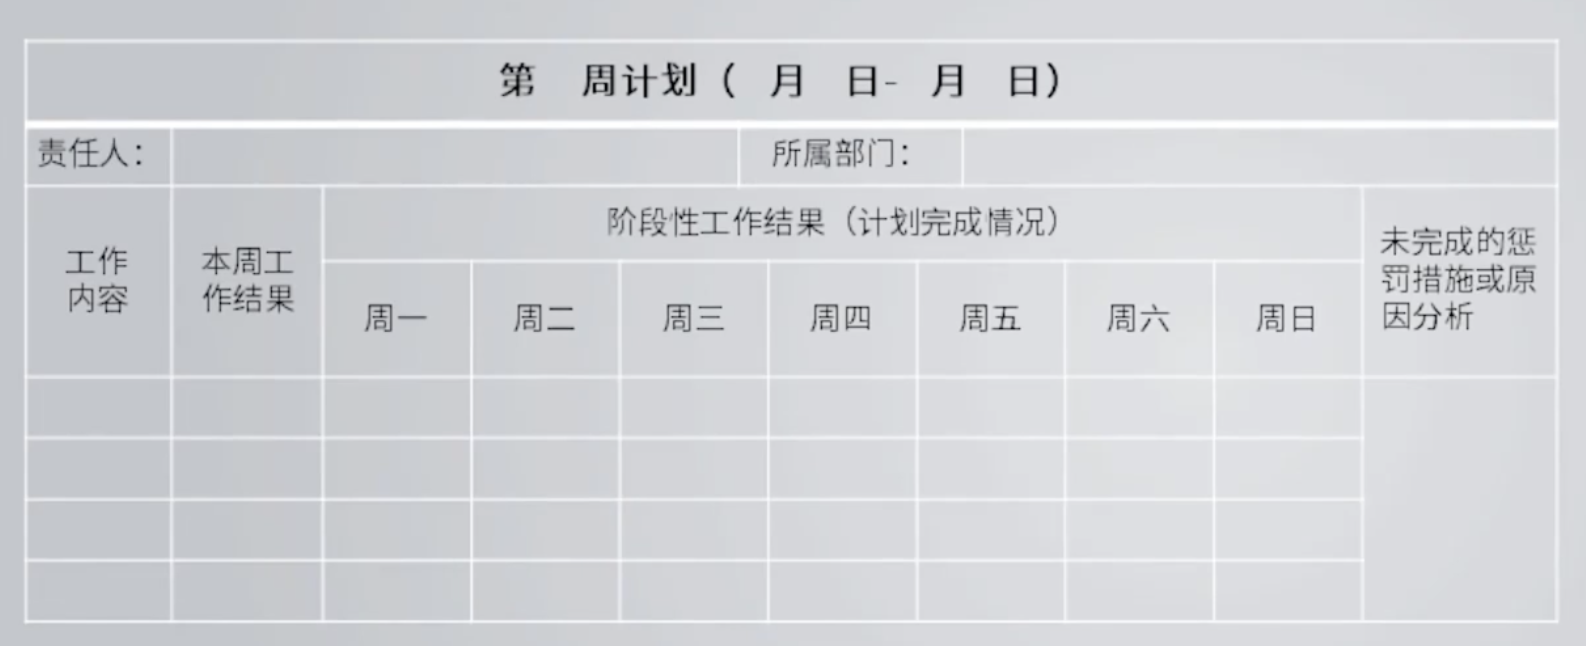 第 周计划（ 月 日- 月 日）
责任人：
所属部门：
工作
内容
本周工
作结果
阶段性工作结果（计划完成情况）
周一
周二
周三
周四
周五
周六
周日
未完成的惩
罚措施或原
因分析